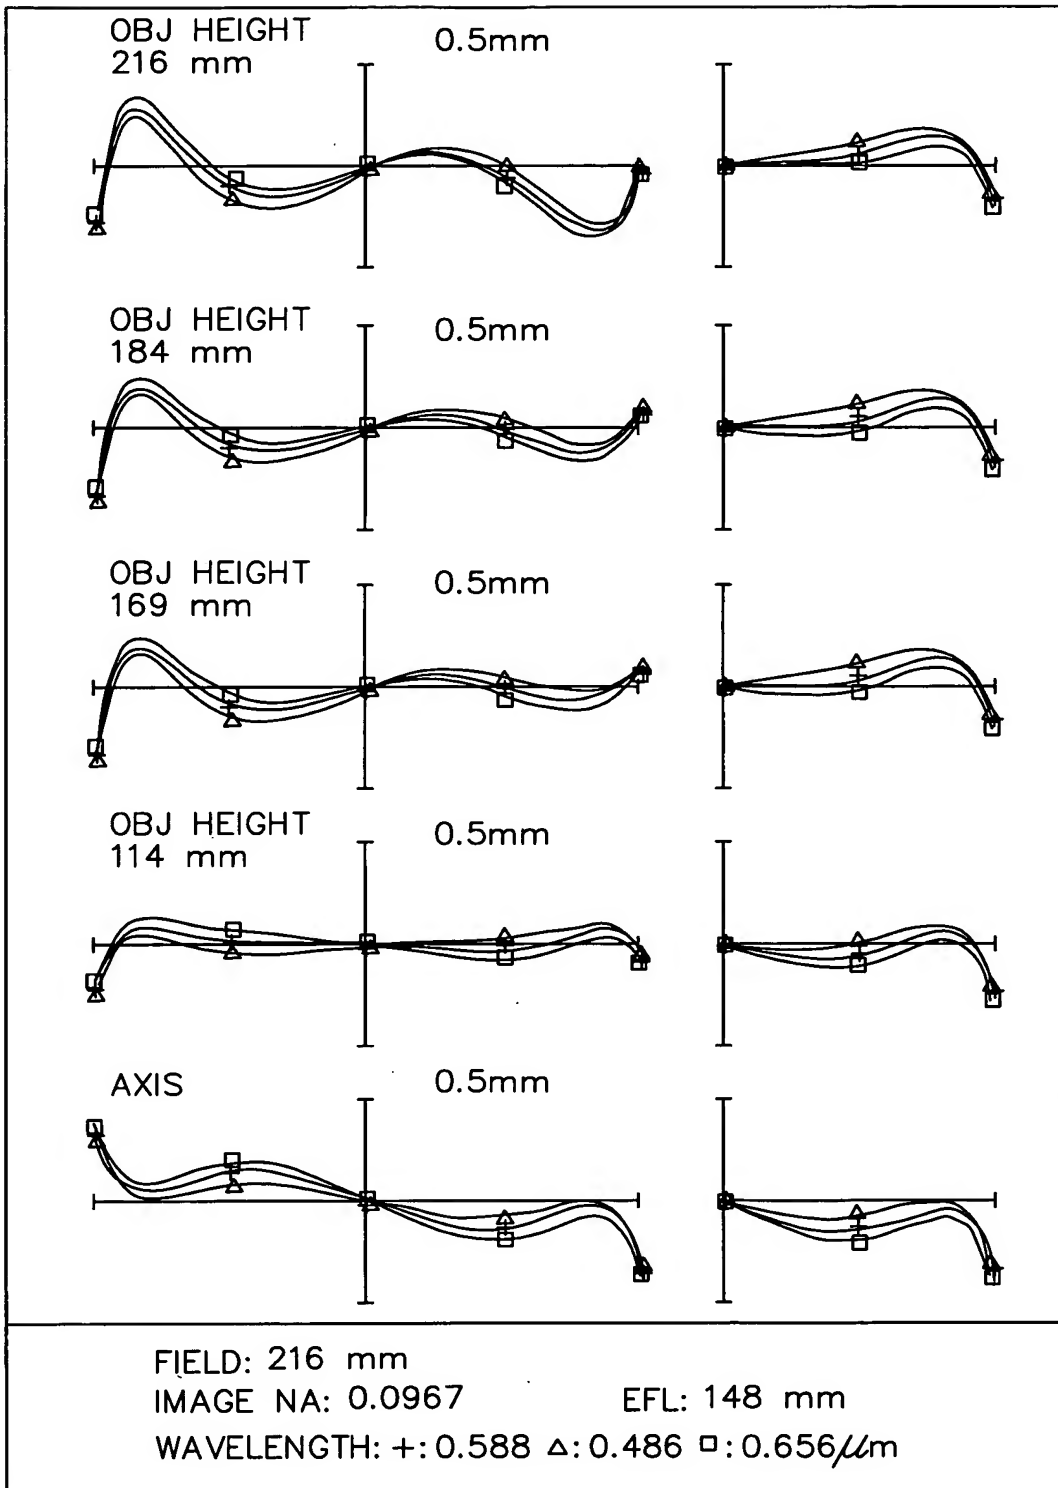 OBJ HEIGHT
216 mm
0.5mm
OBJ HEIGHT
184 mm
0.5mm
OBJ HEIGHT
169 mm
0.5mm
OBJ HEIGHT
114 mm
0.5mm
AXIS
0.5mm
FIELD: 216 mm
IMAGE NA: 0.0967 EFL: 148 mm
WAVELENGTH: +: 0.588 △: 0.486 □: 0.656μm